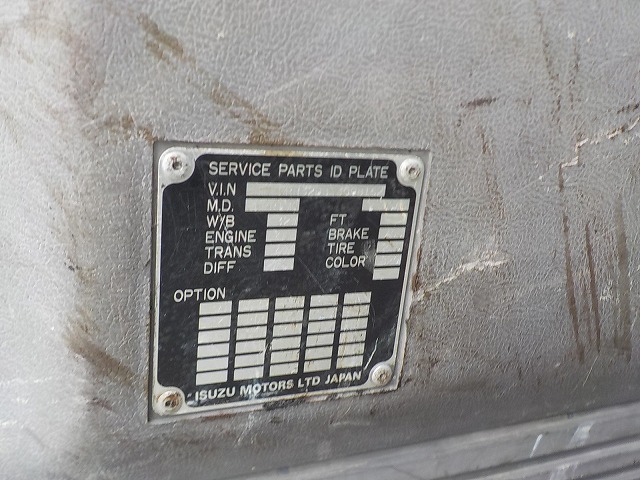 SERVICE PARTS ID PLATE
V.I.N
M.D.
W/B FT
ENGINE BRAKE
TRANS TIRE
DIFF COLOR
OPTION
ISUZU MOTORS LTD JAPAN